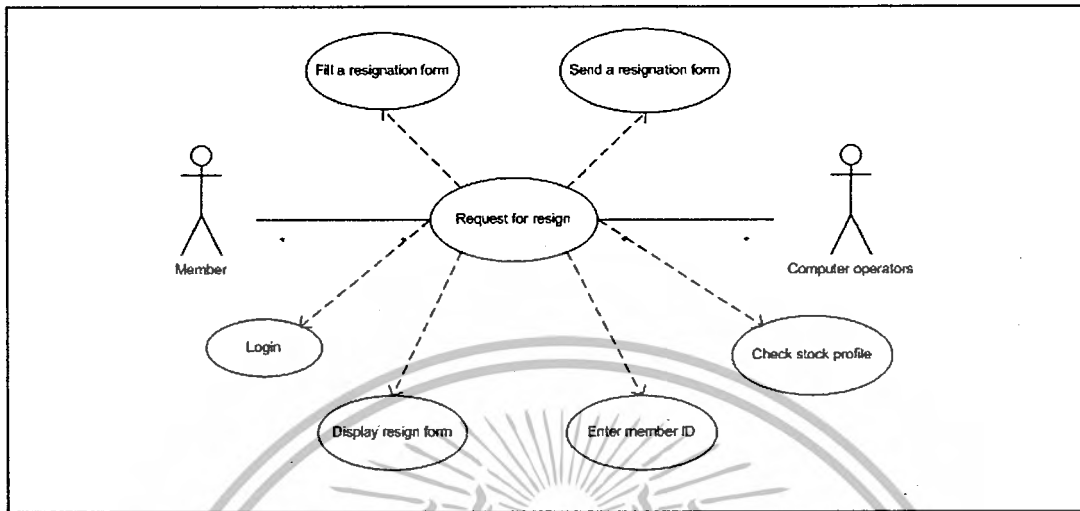 Fill a resignation form
Send a resignation form
Request for resign
Member
Computer operators
Login
Check stock profile
Display resign form
Enter member ID